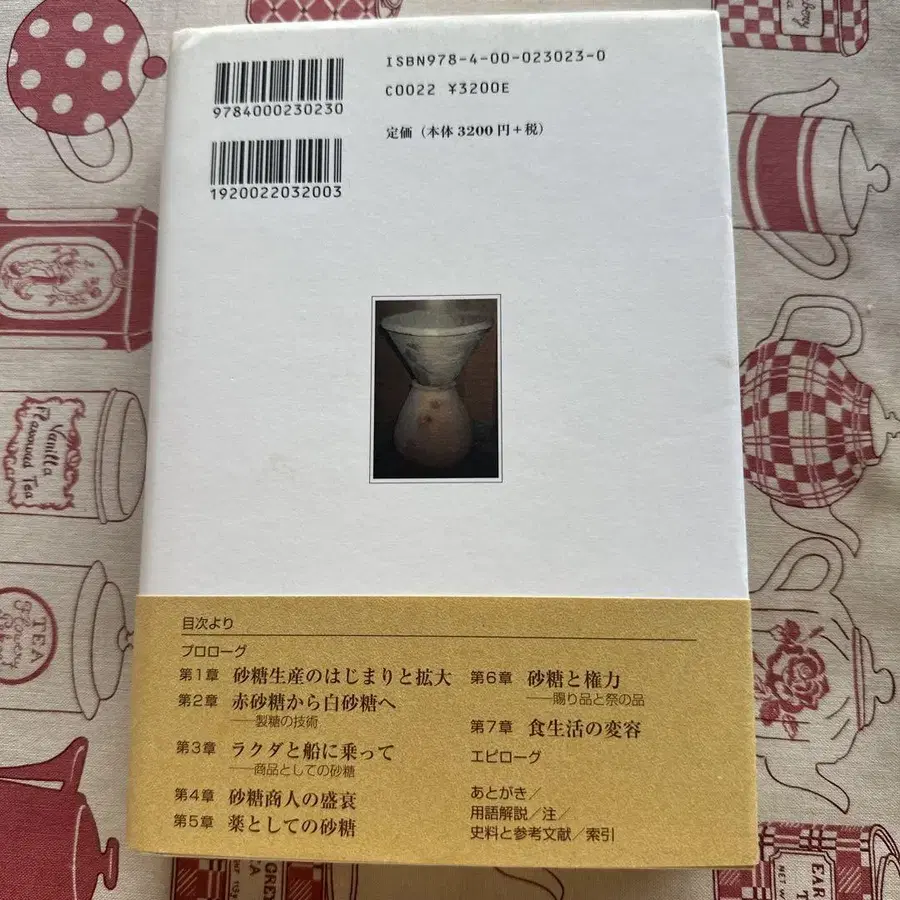 ISBN978-4-00-023023-0
C0022 ¥3200E
定価（本体3200円＋税）
9784000230230
1920022032003
目次より
プロローグ
第1章 砂糖生産のはじまりと拡大
第2章 赤砂糖から白砂糖へ
──製糖の技術
第3章 ラクダと船に乗って
──商品としての砂糖
第4章 砂糖商人の盛衰
第5章 薬としての砂糖
第6章 砂糖と権力
──賜り品と祭の品
第7章 食生活の変容
エピローグ
あとがき／
用語解説／注／
史料と参考文献／索引
Vanilla
Flavoured Tea
TEA